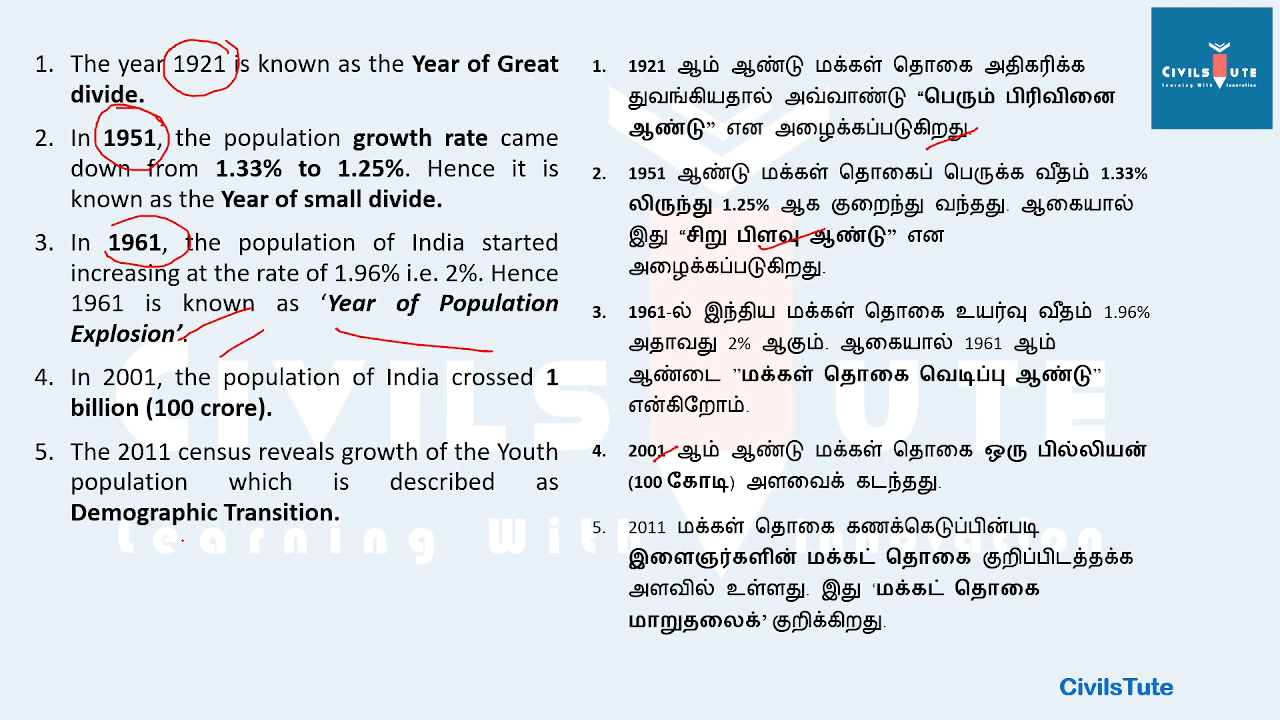 1. The year 1921 is known as the Year of Great
divide.
2. In 1951, the population growth rate came
down from 1.33% to 1.25%. Hence it is
known as the Year of small divide.
3. In 1961, the population of India started
increasing at the rate of 1.96% i.e. 2%. Hence
1961 is known as ‘Year of Population
Explosion’.
4. In 2001, the population of India crossed 1
billion (100 crore).
5. The 2011 census reveals growth of the Youth
population which is described as
Demographic Transition.
1. 1921 ஆம் ஆண்டு மக்கள் தொகை அதிகரிக்க
துவங்கியதால் அவ்வாண்டு “பெரும் பிரிவினை
ஆண்டு” என அழைக்கப்படுகிறது.
2. 1951 ஆண்டு மக்கள் தொகைப் பெருக்க வீதம் 1.33%
லிருந்து 1.25% ஆக குறைந்து வந்தது. ஆகையால்
இது “சிறு பிளவு ஆண்டு” என
அழைக்கப்படுகிறது.
3. 1961-ல் இந்திய மக்கள் தொகை உயர்வு வீதம் 1.96%
அதாவது 2% ஆகும். ஆகையால் 1961 ஆம்
ஆண்டை ”மக்கள் தொகை வெடிப்பு ஆண்டு”
என்கிறோம்.
4. 2001 ஆம் ஆண்டு மக்கள் தொகை ஒரு பில்லியன்
(100 கோடி) அளவைக் கடந்தது.
5. 2011 மக்கள் தொகை கணக்கெடுப்பின்படி
இளைஞர்களின் மக்கட் தொகை குறிப்பிடத்தக்க
அளவில் உள்ளது. இது ‘மக்கட் தொகை
மாறுதலைக்’ குறிக்கிறது.
CIVILS TUTE
Learning With Innovation
CIVILS TUTE
Learning With Innovation
CivilsTute